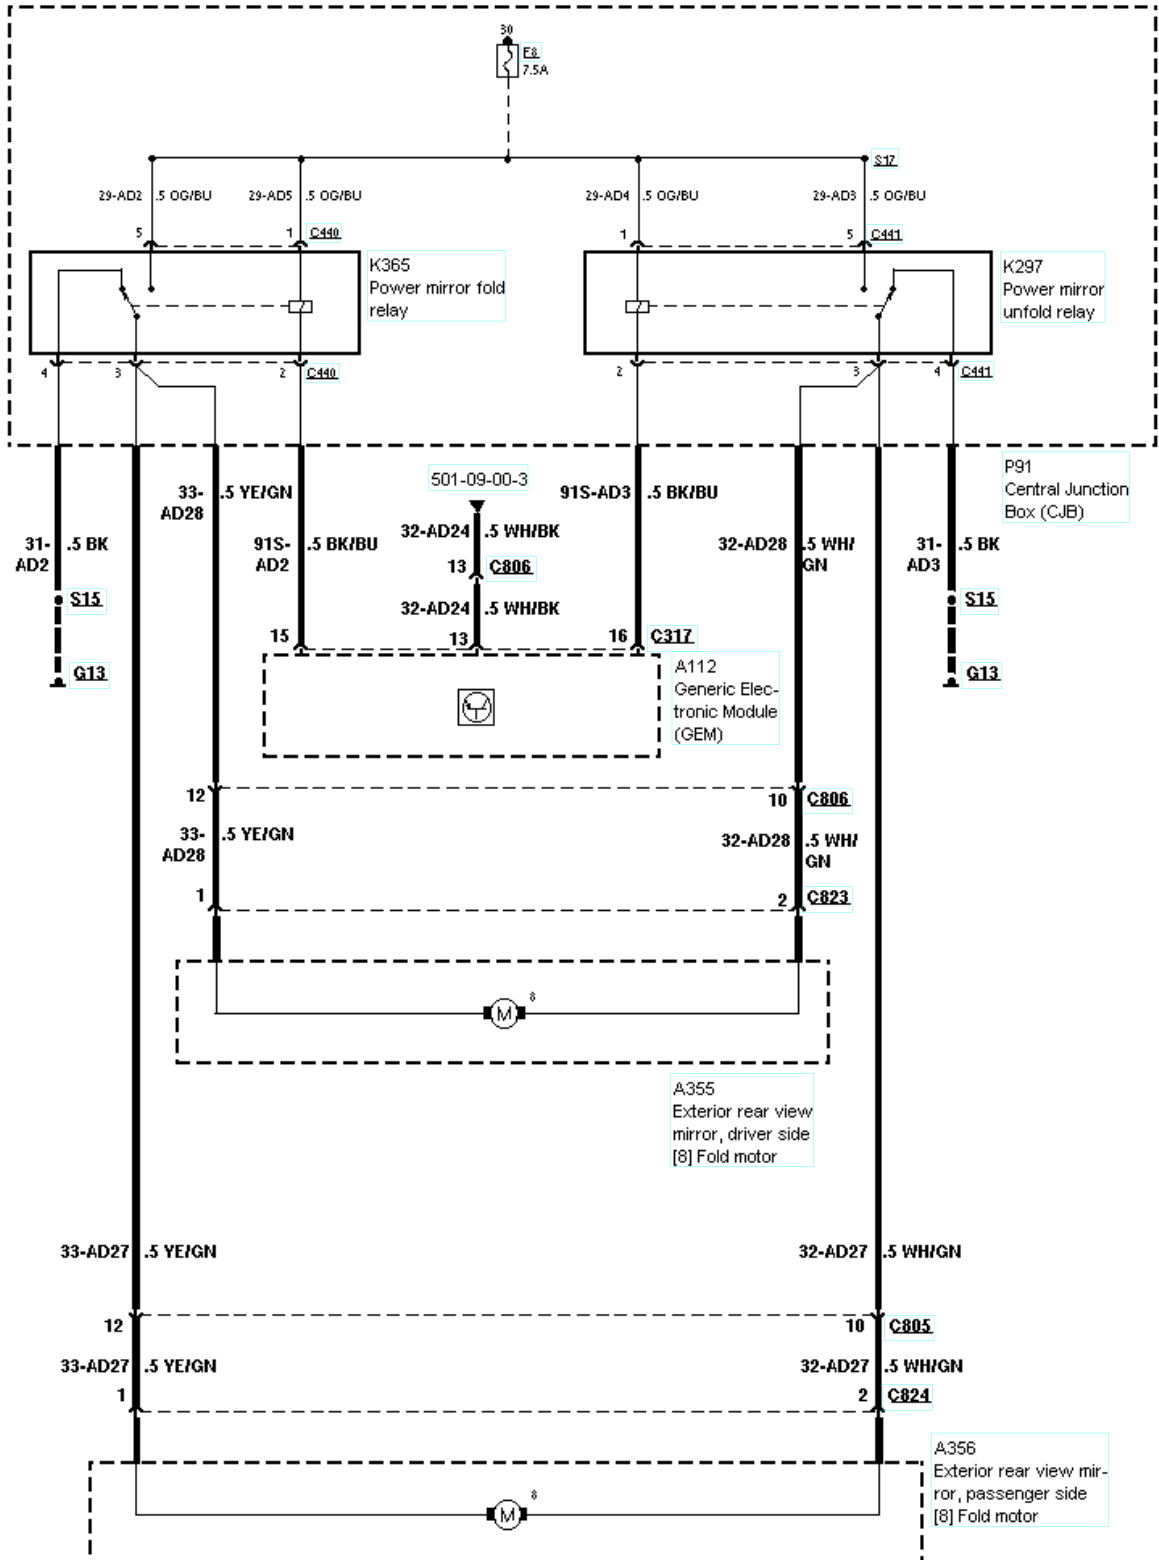 30
F8
7.5A
S17
29-AD2 .5 OG/BU
29-AD5 .5 OG/BU
29-AD4 .5 OG/BU
29-AD3 .5 OG/BU
5
1 C440
1
5 C441
K365
Power mirror fold
relay
K297
Power mirror
unfold relay
4
3
2 C440
2
3
4 C441
P91
Central Junction
Box (CJB)
33-
AD28
.5 YE/GN
501-09-00-3
91S-AD3 .5 BK/BU
31-
AD2
.5 BK
91S-
AD2
.5 BK/BU
32-AD24 .5 WH/BK
13 C806
32-AD28 .5 WH/
GN
31-
AD3
.5 BK
S15
32-AD24 .5 WH/BK
S15
15
13
16 C317
G13
A112
Generic Elec-
tronic Module
(GEM)
G13
12
10 C806
33-
AD28
.5 YE/GN
32-AD28 .5 WH/
GN
1
2 C823
M
8
A355
Exterior rear view
mirror, driver side
[8] Fold motor
33-AD27 .5 YE/GN
32-AD27 .5 WH/GN
12
10 C805
33-AD27 .5 YE/GN
32-AD27 .5 WH/GN
1
2 C824
A356
Exterior rear view mir-
ror, passenger side
[8] Fold motor
M
8